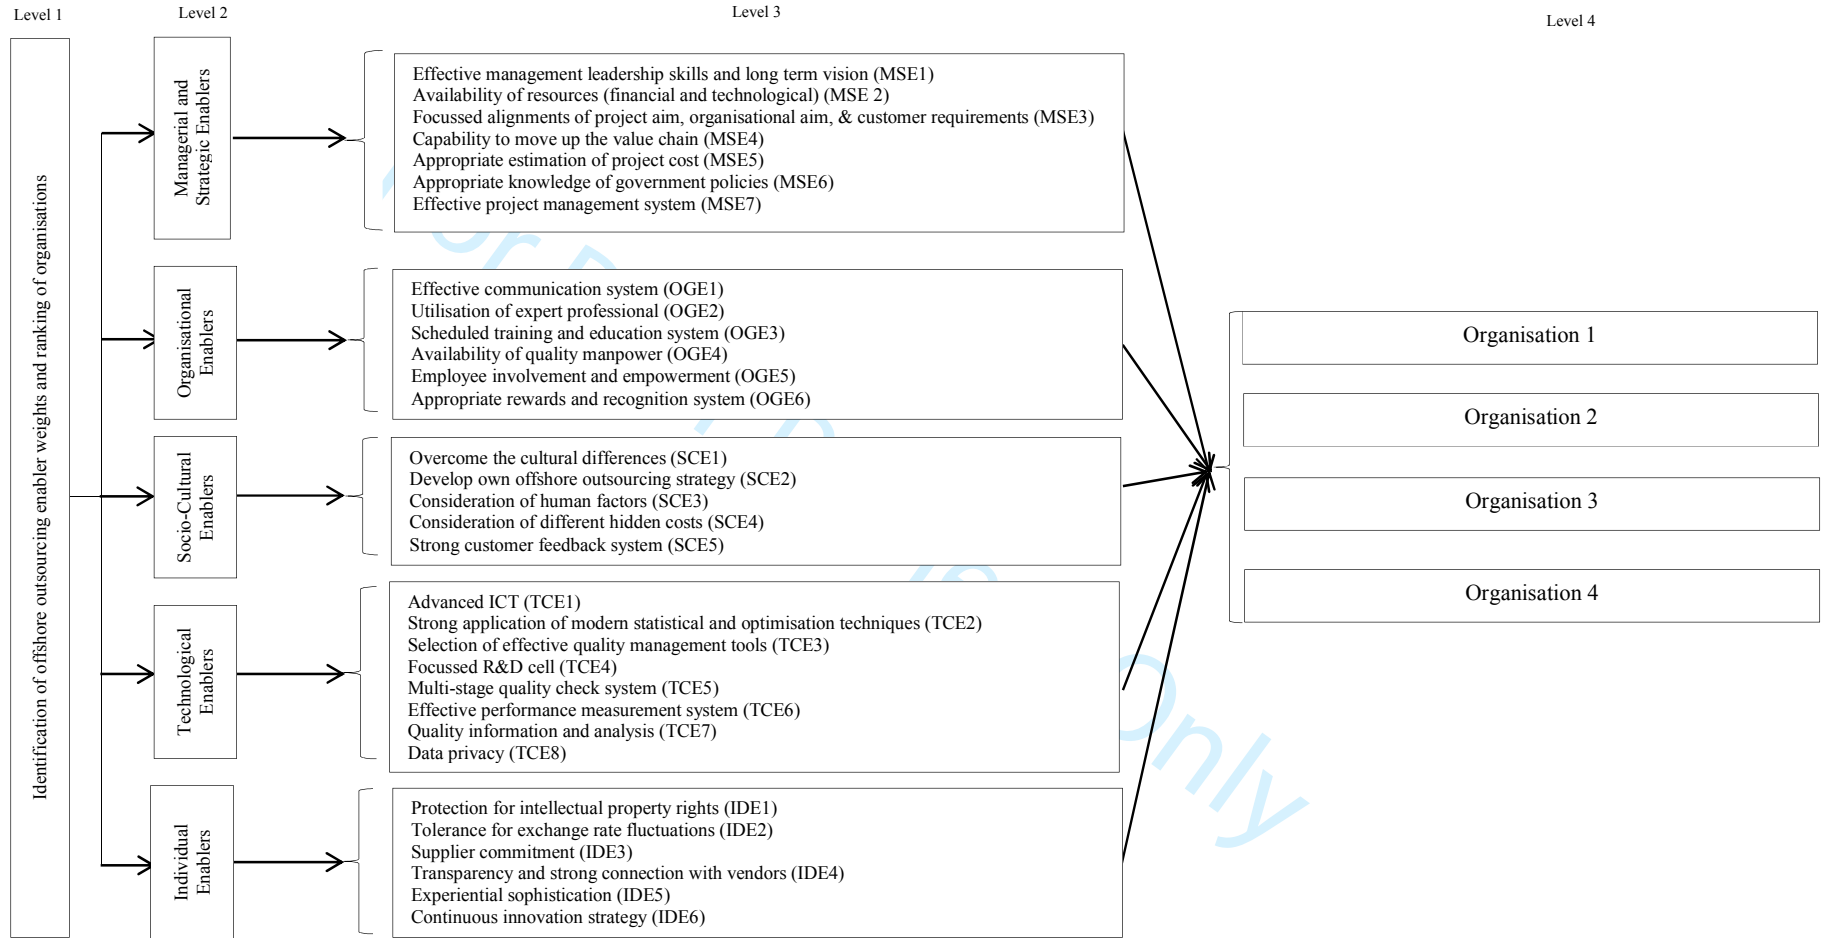 Level 1
Level 2
Level 3
Level 4
Identification of offshore outsourcing enabler weights and ranking of organisations
Managerial and
Strategic Enablers
Effective management leadership skills and long term vision (MSE1)
Availability of resources (financial and technological) (MSE 2)
Focussed alignments of project aim, organisational aim, & customer requirements (MSE3)
Capability to move up the value chain (MSE4)
Appropriate estimation of project cost (MSE5)
Appropriate knowledge of government policies (MSE6)
Effective project management system (MSE7)
Organisational
Enablers
Effective communication system (OGE1)
Utilisation of expert professional (OGE2)
Scheduled training and education system (OGE3)
Availability of quality manpower (OGE4)
Employee involvement and empowerment (OGE5)
Appropriate rewards and recognition system (OGE6)
Socio-Cultural
Enablers
Overcome the cultural differences (SCE1)
Develop own offshore outsourcing strategy (SCE2)
Consideration of human factors (SCE3)
Consideration of different hidden costs (SCE4)
Strong customer feedback system (SCE5)
Technological
Enablers
Advanced ICT (TCE1)
Strong application of modern statistical and optimisation techniques (TCE2)
Selection of effective quality management tools (TCE3)
Focussed R&D cell (TCE4)
Multi-stage quality check system (TCE5)
Effective performance measurement system (TCE6)
Quality information and analysis (TCE7)
Data privacy (TCE8)
Individual
Enablers
Protection for intellectual property rights (IDE1)
Tolerance for exchange rate fluctuations (IDE2)
Supplier commitment (IDE3)
Transparency and strong connection with vendors (IDE4)
Experiential sophistication (IDE5)
Continuous innovation strategy (IDE6)
Organisation 1
Organisation 2
Organisation 3
Organisation 4
Only